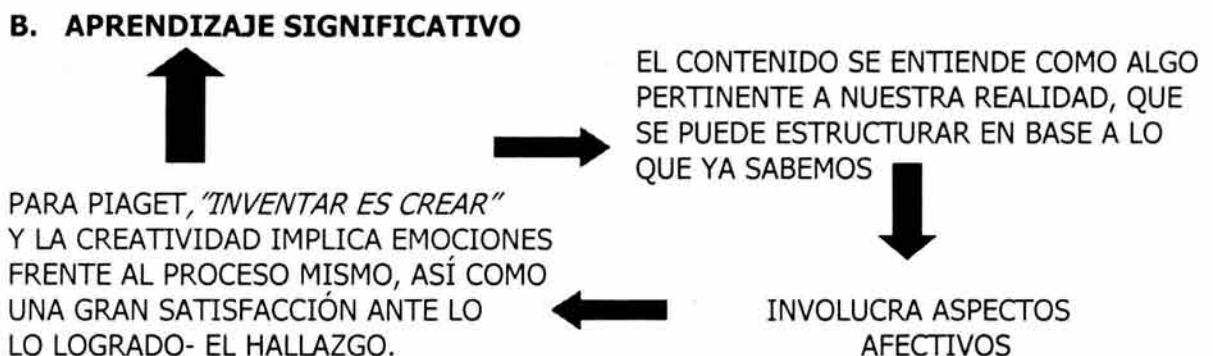 B. APRENDIZAJE SIGNIFICATIVO
EL CONTENIDO SE ENTIENDE COMO ALGO
PERTINENTE A NUESTRA REALIDAD, QUE
SE PUEDE ESTRUCTURAR EN BASE A LO
QUE YA SABEMOS
PARA PIAGET, "INVENTAR ES CREAR"
Y LA CREATIVIDAD IMPLICA EMOCIONES
FRENTE AL PROCESO MISMO, ASÍ COMO
UNA GRAN SATISFACCIÓN ANTE LO
LO LOGRADO- EL HALLAZGO.
INVOLUCRA ASPECTOS
AFECTIVOS